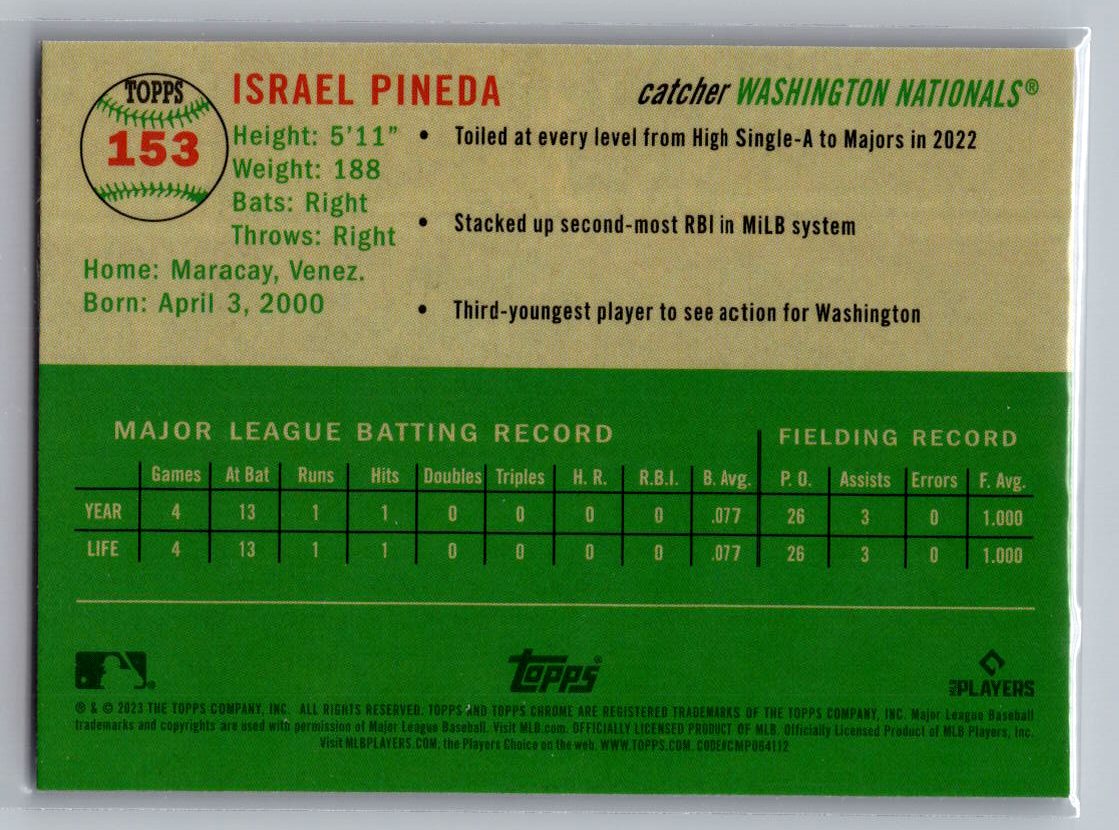 TOPPS
153
ISRAEL PINEDA
catcher WASHINGTON NATIONALS®
Height: 5'11"
Weight: 188
Bats: Right
Throws: Right
Home: Maracay, Venez.
Born: April 3, 2000
• Toiled at every level from High Single-A to Majors in 2022
• Stacked up second-most RBI in MiLB system
• Third-youngest player to see action for Washington
MAJOR LEAGUE BATTING RECORD
FIELDING RECORD
Games At Bat Runs Hits Doubles Triples H. R. R.B.I. B. Avg. P. O. Assists Errors F. Avg.
YEAR 4 13 1 1 0 0 0 0 .077 26 3 0 1.000
LIFE 4 13 1 1 0 0 0 0 .077 26 3 0 1.000
topps®
PLAYERS
® & © 2023 THE TOPPS COMPANY, INC. ALL RIGHTS RESERVED. TOPPS AND TOPPS CHROME ARE REGISTERED TRADEMARKS OF THE TOPPS COMPANY, INC. Major League Baseball
trademarks and copyrights are used with permission of Major League Baseball. Visit MLB.com. OFFICIALLY LICENSED PRODUCT OF MLB. Officially Licensed Product of MLB Players, Inc.
Visit MLBPLAYERS.COM, the Players Choice on the web. WWW.TOPPS.COM. CODE#CMP064112